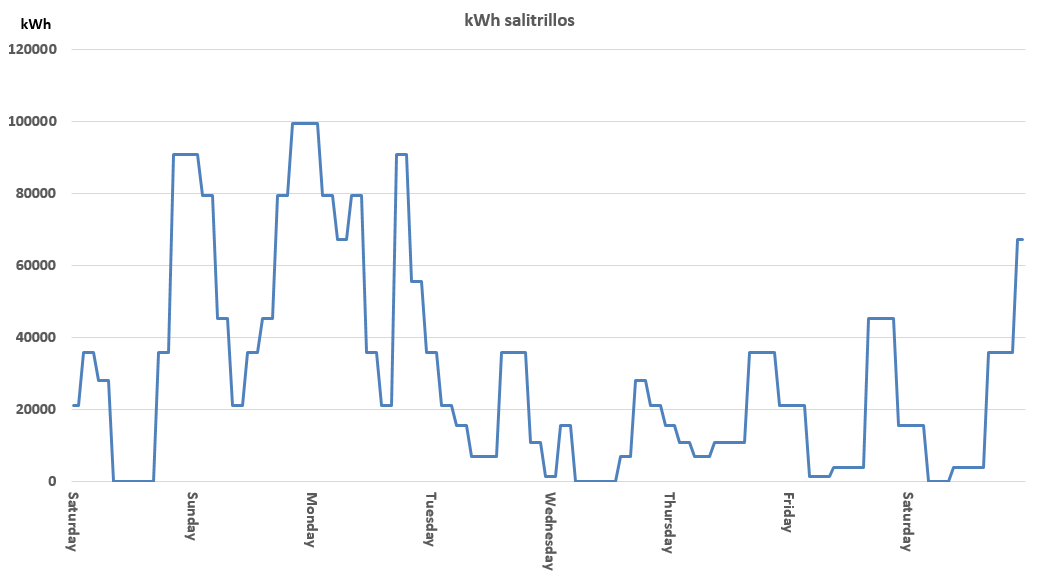 kWh salitrillos
kWh
120000
100000
80000
60000
40000
20000
0
Saturday
Sunday
Monday
Tuesday
Wednesday
Thursday
Friday
Saturday